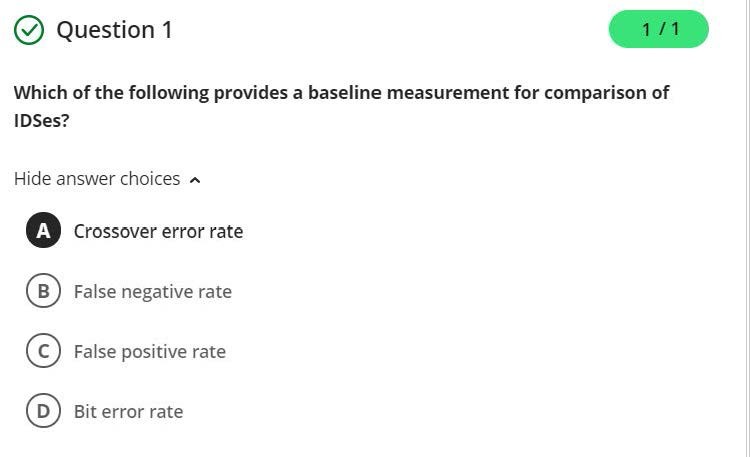 Question 1
1 / 1
Which of the following provides a baseline measurement for comparison of
IDSes?
Hide answer choices
A Crossover error rate
B False negative rate
C False positive rate
D Bit error rate